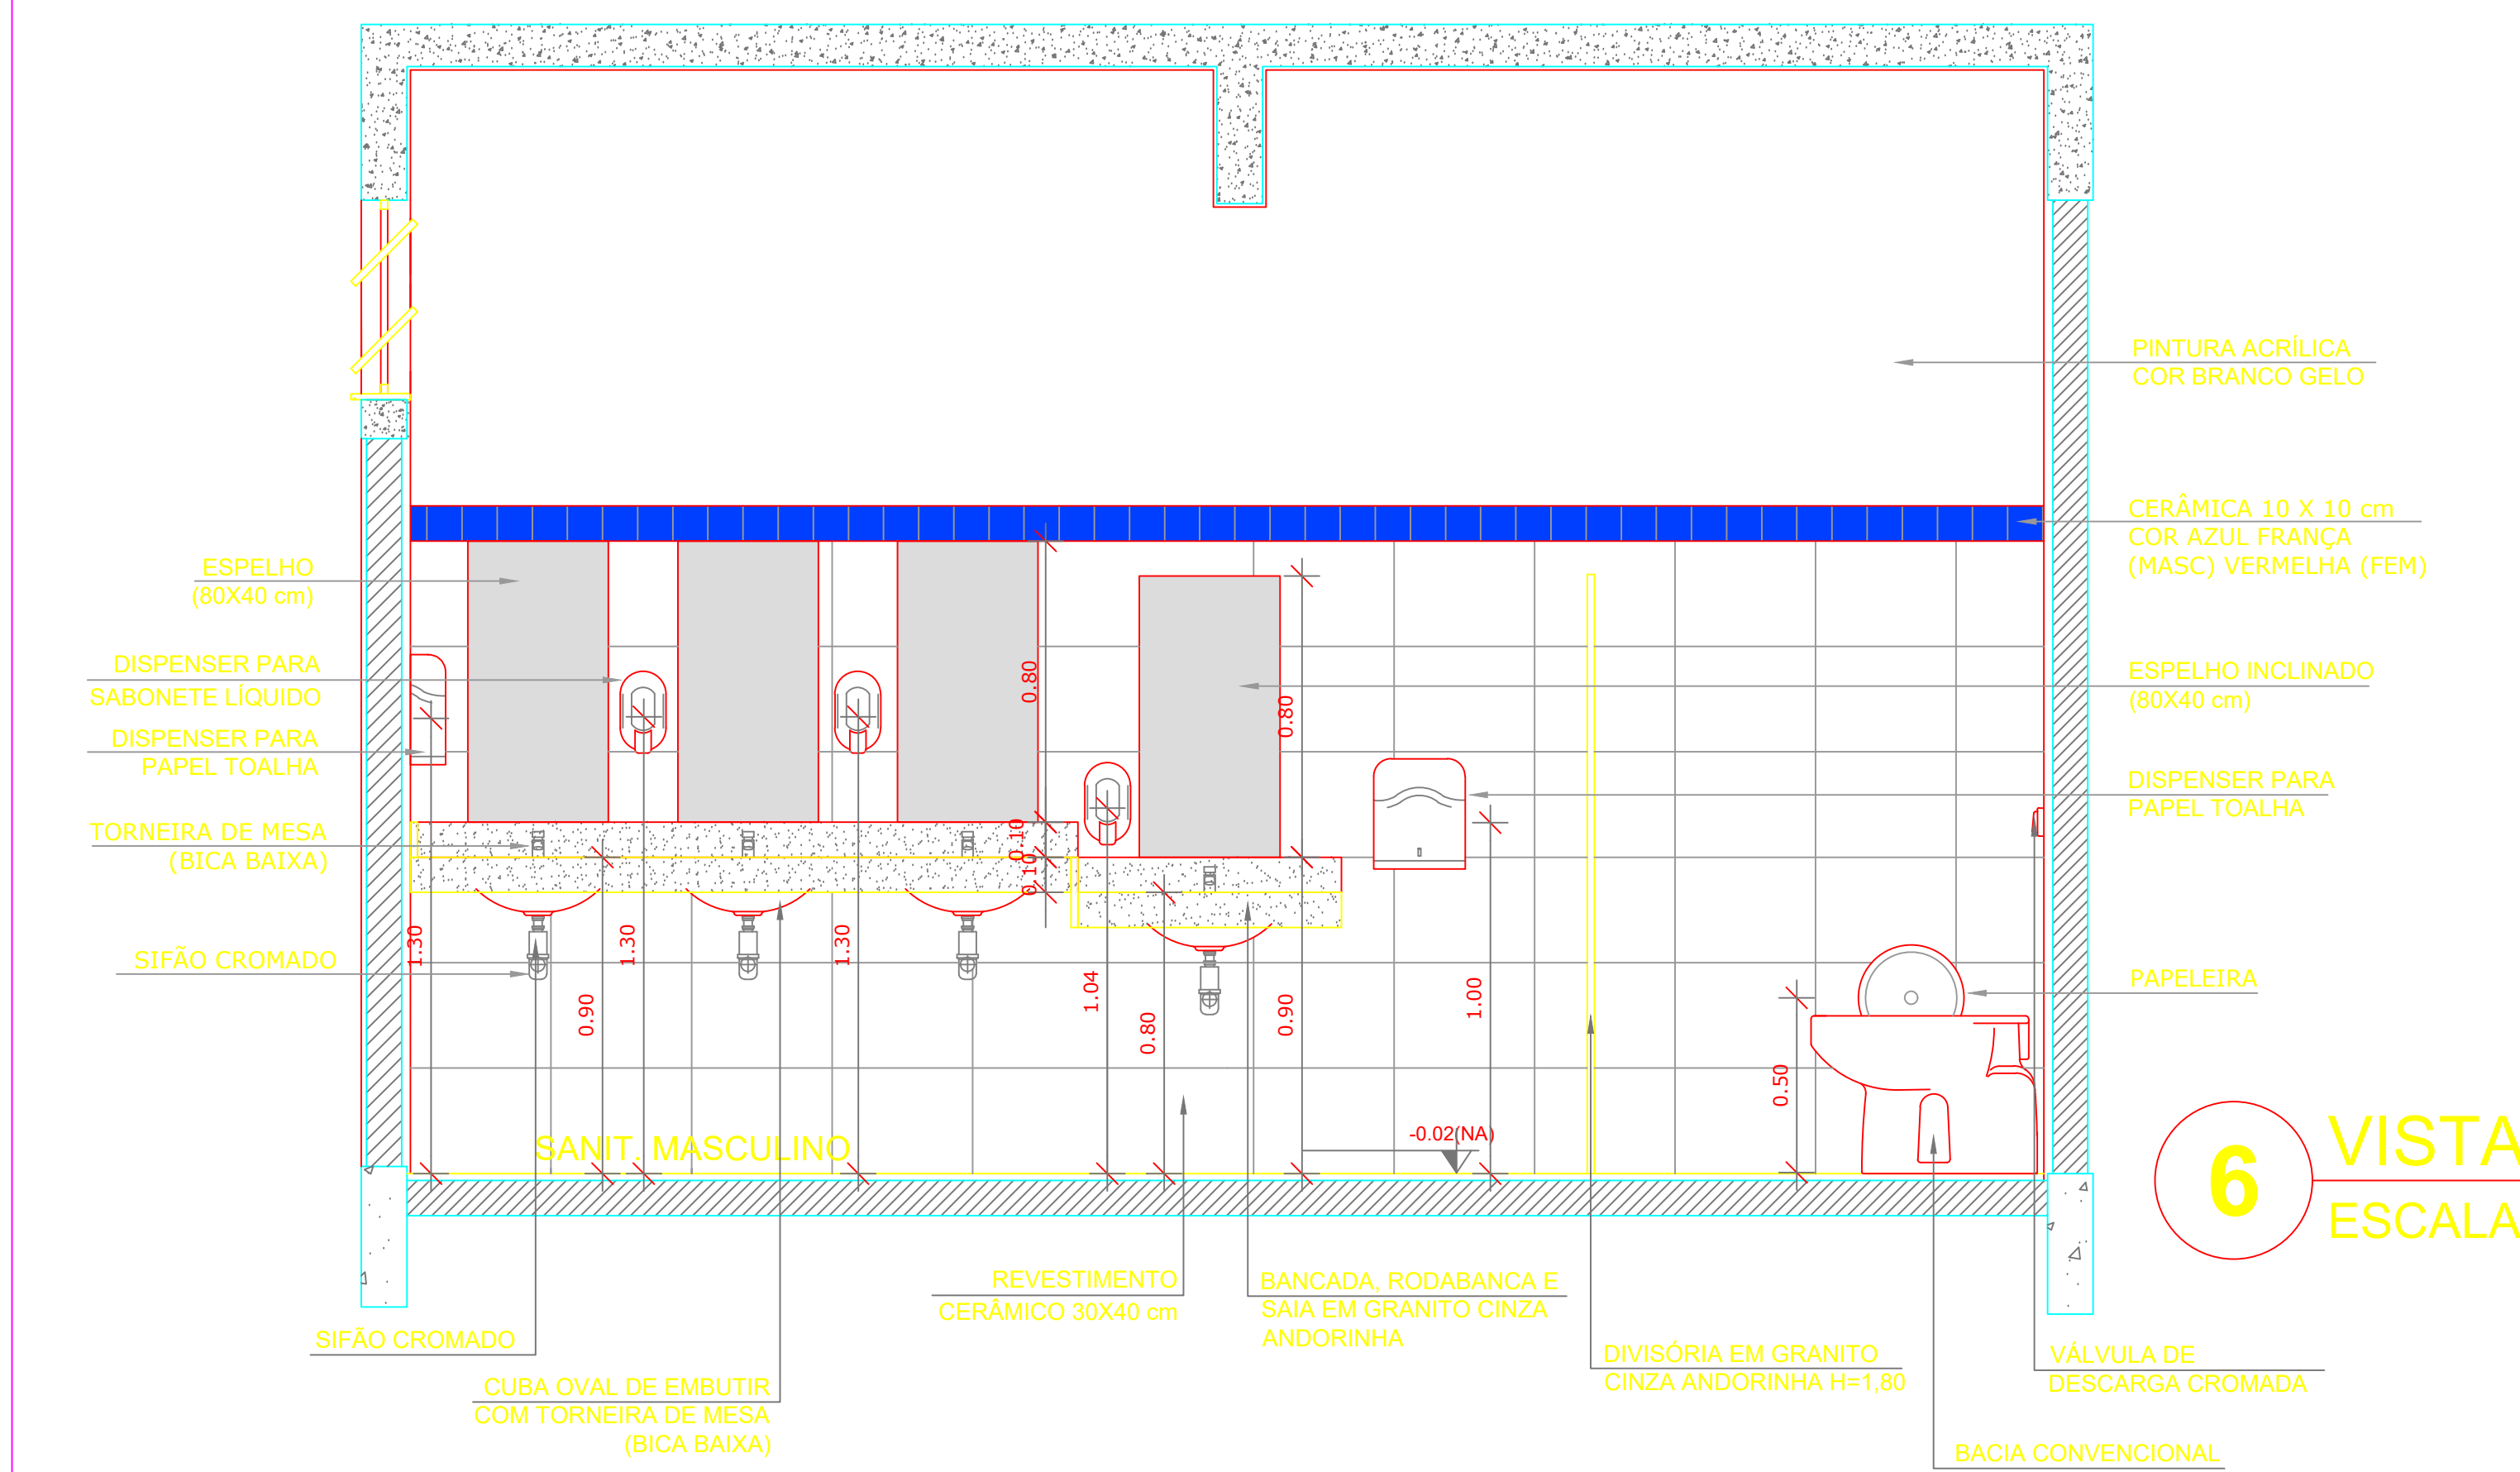 PINTURA ACRÍLICA
COR BRANCO GELO
CERÂMICA 10 X 10 cm
COR AZUL FRANÇA
(MASC) VERMELHA (FEM)
ESPELHO
(80X40 cm)
DISPENSER PARA
SABONETE LÍQUIDO
DISPENSER PARA
PAPEL TOALHA
TORNEIRA DE MESA
(BICA BAIXA)
SIFÃO CROMADO
ESPELHO INCLINADO
(80X40 cm)
DISPENSER PARA
PAPEL TOALHA
PAPELEIRA
0.80
0.80
0.10
0.10
1.30
1.30
1.30
0.90
1.04
0.80
0.90
1.00
0.50
-0.02(NA)
SANIT. MASCULINO
6
VISTA
ESCALA
REVESTIMENTO
CERÂMICO 30X40 cm
BANCADA, RODABANCA E
SAIA EM GRANITO CINZA
ANDORINHA
SIFÃO CROMADO
CUBA OVAL DE EMBUTIR
COM TORNEIRA DE MESA
(BICA BAIXA)
DIVISÓRIA EM GRANITO
CINZA ANDORINHA H=1,80
VÁLVULA DE
DESCARGA CROMADA
BACIA CONVENCIONAL